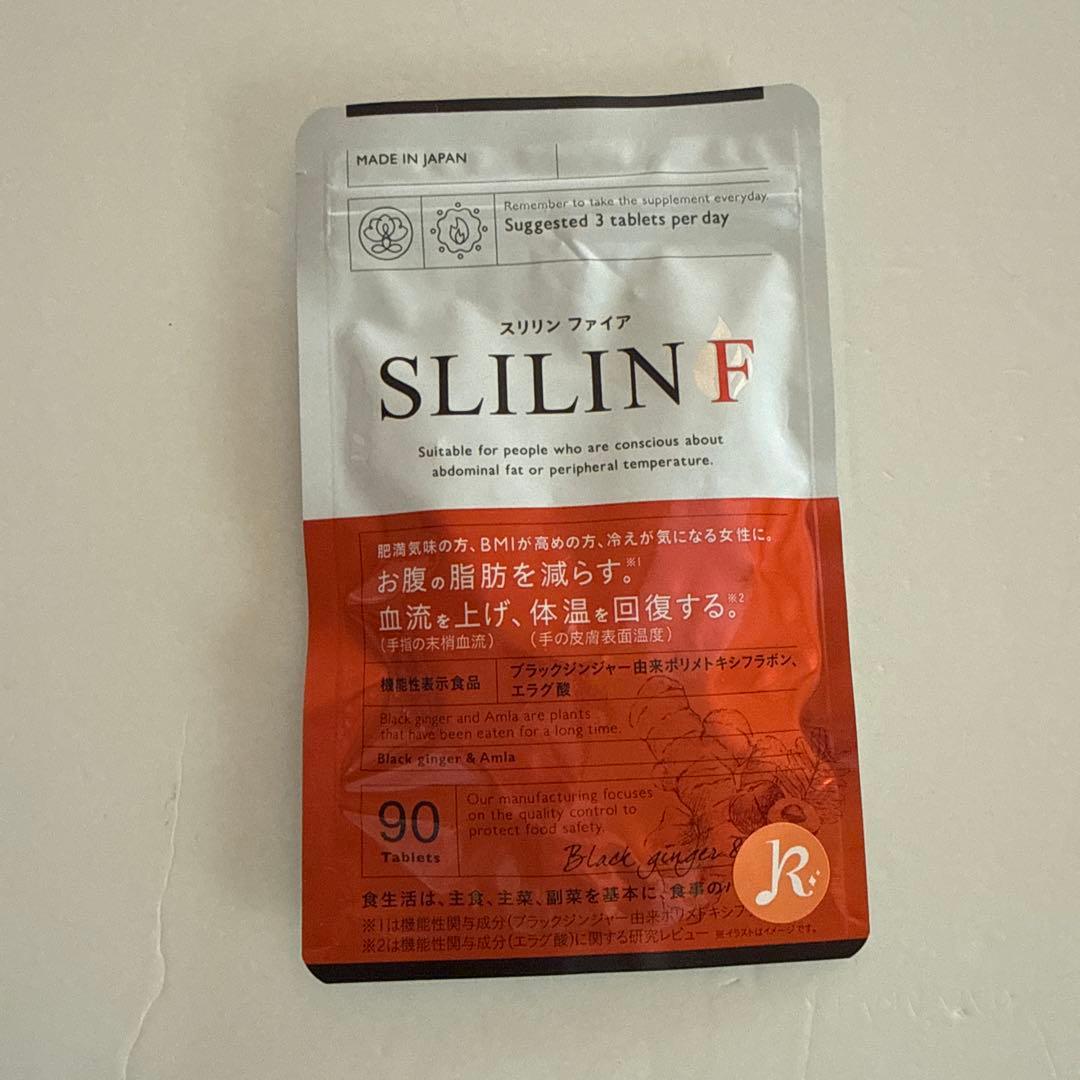 MADE IN JAPAN
Remember to take the supplement everyday.
Suggested 3 tablets per day
スリリン ファイア
SLILIN F
Suitable for people who are conscious about
abdominal fat or peripheral temperature.
肥満気味の方、BMIが高めの方、冷えが気になる女性に。
お腹の脂肪を減らす。※1
血流を上げ、体温を回復する。※2
(手指の末梢血流) (手の皮膚表面温度)
機能性表示食品
ブラックジンジャー由来ポリメトキシフラボン、
エラグ酸
Black ginger and Amla are plants
that have been eaten for a long time.
Black ginger & Amla
90
Tablets
Our manufacturing focuses
on the quality control to
protect food safety.
Black ginger &
食生活は、主食、主菜、副菜を基本に、食事の
※1は機能性関与成分(ブラックジンジャー由来ポリメトキシフ
※2は機能性関与成分(エラグ酸)に関する研究レビュー ※イラストはイメージです。
R